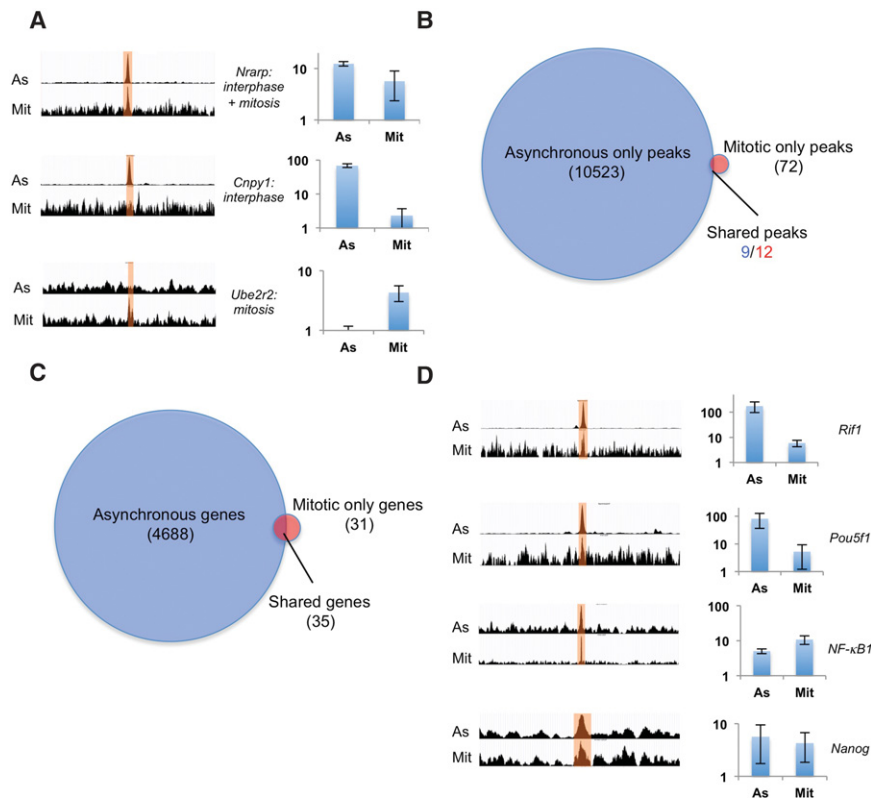 A
As
Mit
Nrarp:
interphase
+ mitosis
10
1
As Mit
As
Mit
Cnpy1:
interphase
100
10
1
As Mit
As
Mit
Ube2r2:
mitosis
10
1
As Mit
B
Asynchronous only peaks
(10523)
Mitotic only peaks
(72)
Shared peaks
9/12
C
Asynchronous genes
(4688)
Mitotic only genes
(31)
Shared genes
(35)
D
As
Mit
100
10
1
As Mit
Rif1
As
Mit
100
10
1
As Mit
Pou5f1
As
Mit
100
10
1
As Mit
NF-κB1
As
Mit
10
1
As Mit
Nanog